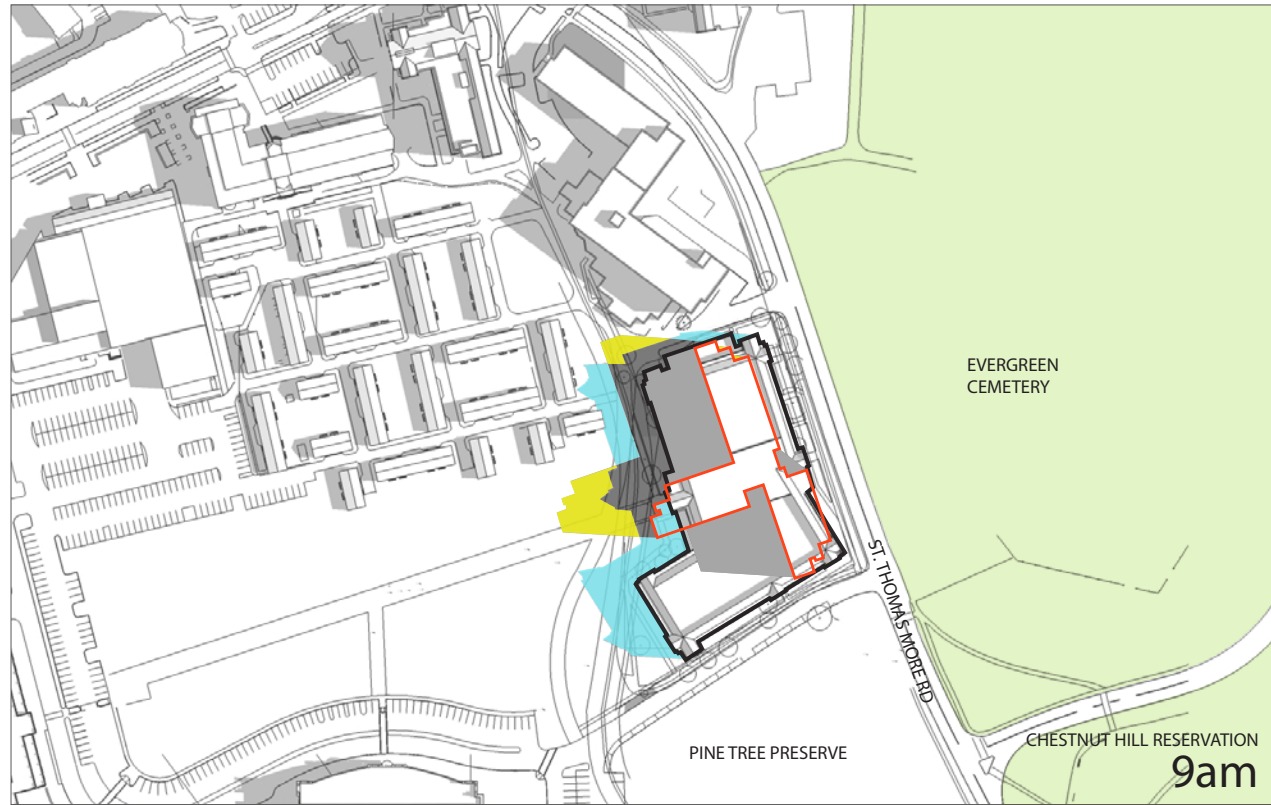 EVERGREEN
CEMETERY
ST. THOMAS MORE RD
PINE TREE PRESERVE
CHESTNUT HILL RESERVATION
9am